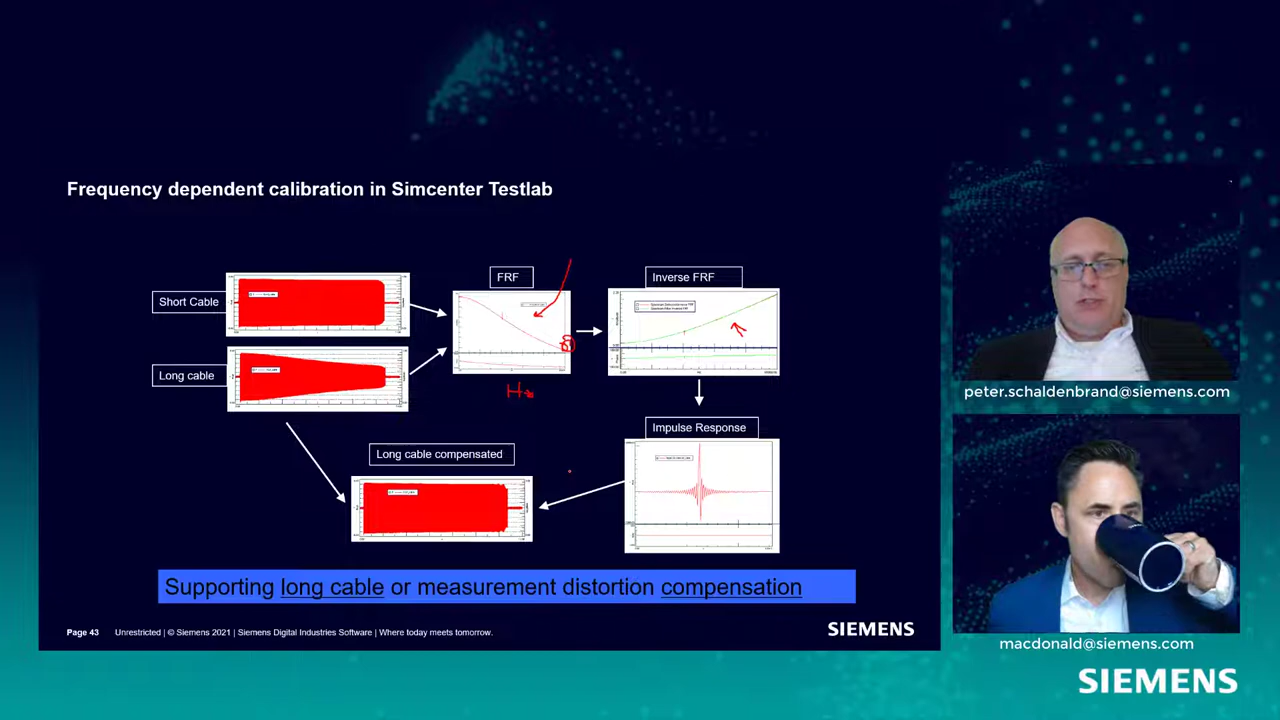 Frequency dependent calibration in Simcenter Testlab
FRF
Inverse FRF
Short Cable
Long cable
H
Impulse Response
Long cable compensated
Supporting long cable or measurement distortion compensation
Page 43 Unrestricted | © Siemens 2021 | Siemens Digital Industries Software | Where today meets tomorrow.
SIEMENS
peter.schaldenbrand@siemens.com
macdonald@siemens.com
SIEMENS